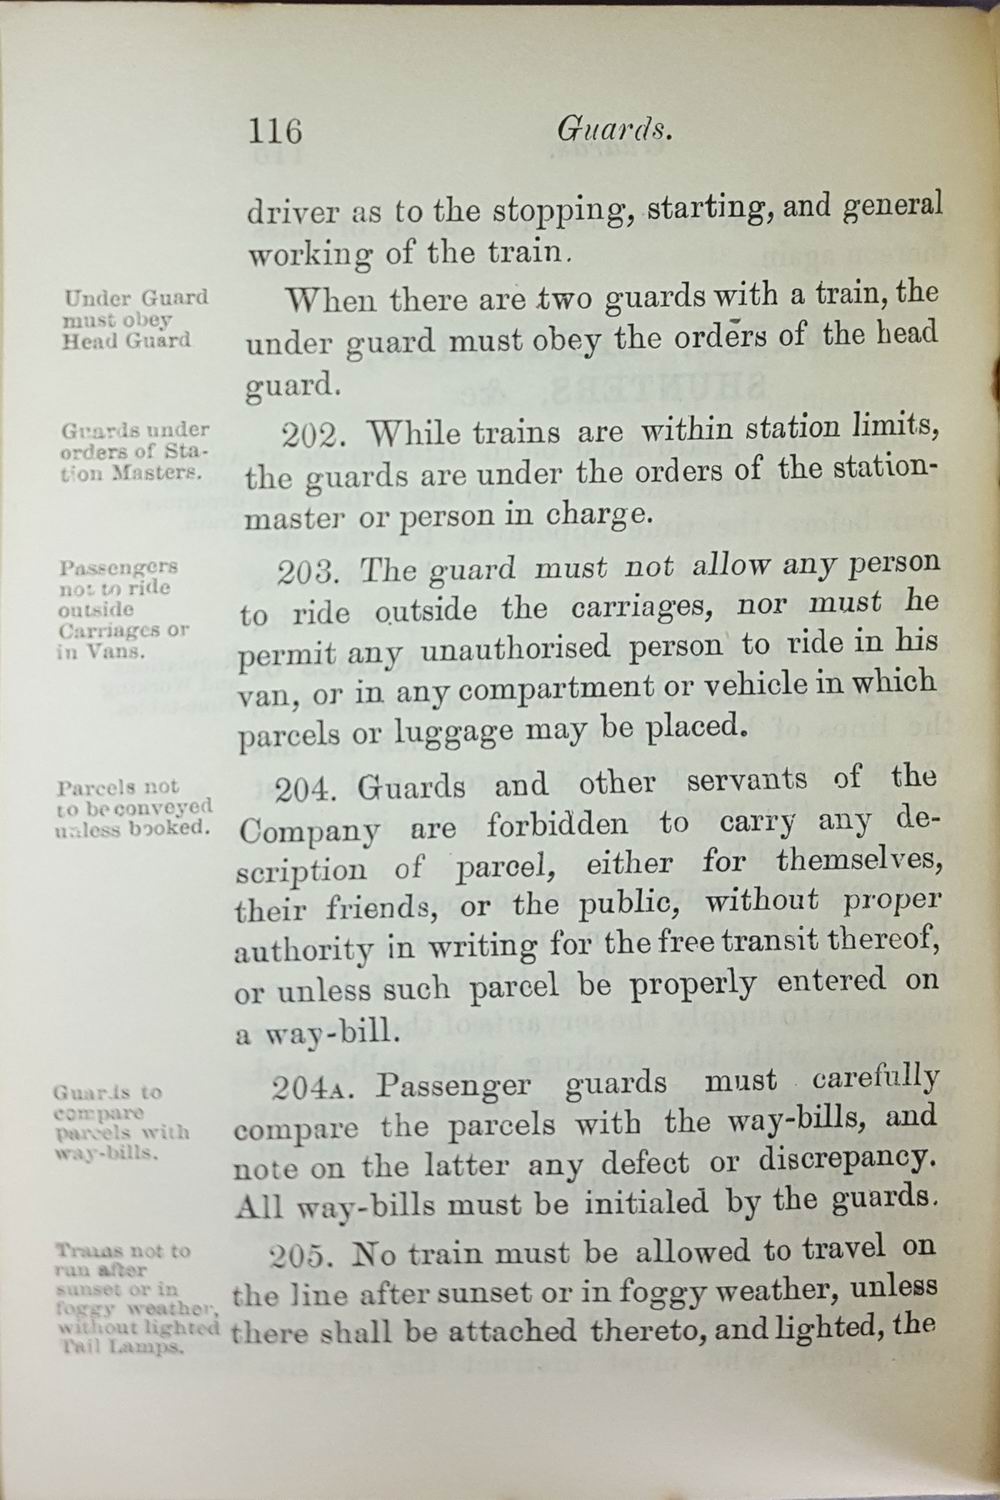 116 Guards.
driver as to the stopping, starting, and general
working of the train.
Under Guard
must obey
Head Guard
When there are two guards with a train, the
under guard must obey the orders of the head
guard.
Guards under
orders of Sta-
tion Masters.
202. While trains are within station limits,
the guards are under the orders of the station-
master or person in charge.
Passengers
not to ride
outside
Carriages or
in Vans.
203. The guard must not allow any person
to ride outside the carriages, nor must he
permit any unauthorised person to ride in his
van, or in any compartment or vehicle in which
parcels or luggage may be placed.
Parcels not
to be conveyed
unless booked.
204. Guards and other servants of the
Company are forbidden to carry any de-
scription of parcel, either for themselves,
their friends, or the public, without proper
authority in writing for the free transit thereof,
or unless such parcel be properly entered on
a way-bill.
Guards to
compare
parcels with
way-bills.
204A. Passenger guards must carefully
compare the parcels with the way-bills, and
note on the latter any defect or discrepancy.
All way-bills must be initialed by the guards.
Trains not to
run after
sunset or in
foggy weather,
without lighted
Tail Lamps.
205. No train must be allowed to travel on
the line after sunset or in foggy weather, unless
there shall be attached thereto, and lighted, the